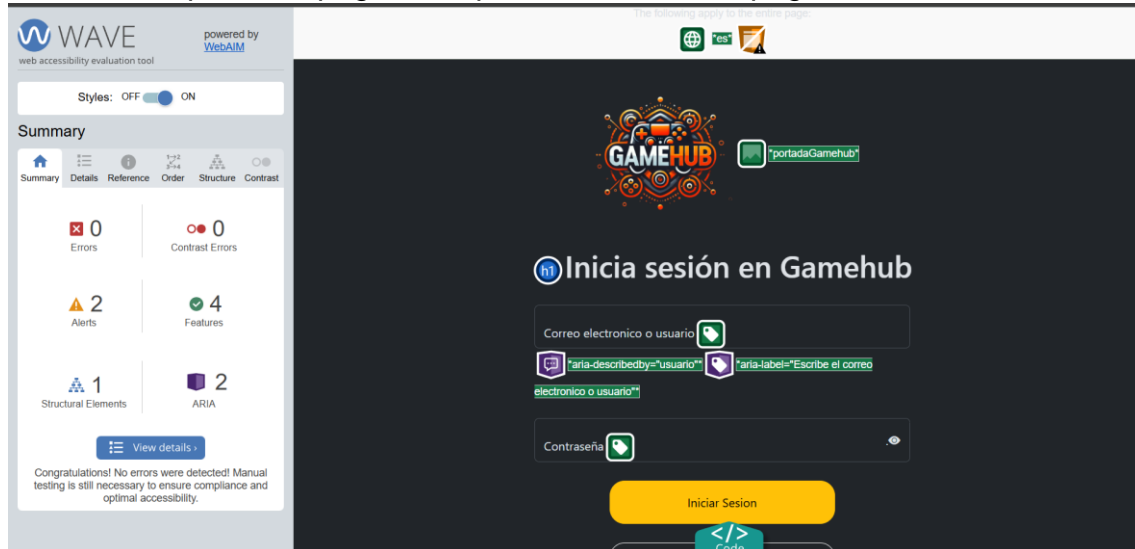 WAVE
powered by
WebAIM
web accessibility evaluation tool
Styles: OFF ON
Summary
Summary Details Reference Order Structure Contrast
0
Errors
0
Contrast Errors
2
Alerts
4
Features
1
Structural Elements
2
ARIA
View details ›
Congratulations! No errors were detected! Manual
testing is still necessary to ensure compliance and
optimal accessibility.
The following apply to the entire page:
*es*
GAMEHUB
*portadaGamehub*
h1 Inicia sesión en Gamehub
Correo electronico o usuario
*aria-describedby="usuario"* *aria-label="Escribe el correo
electronico o usuario"*
Contraseña
Iniciar Sesion
</>
Code